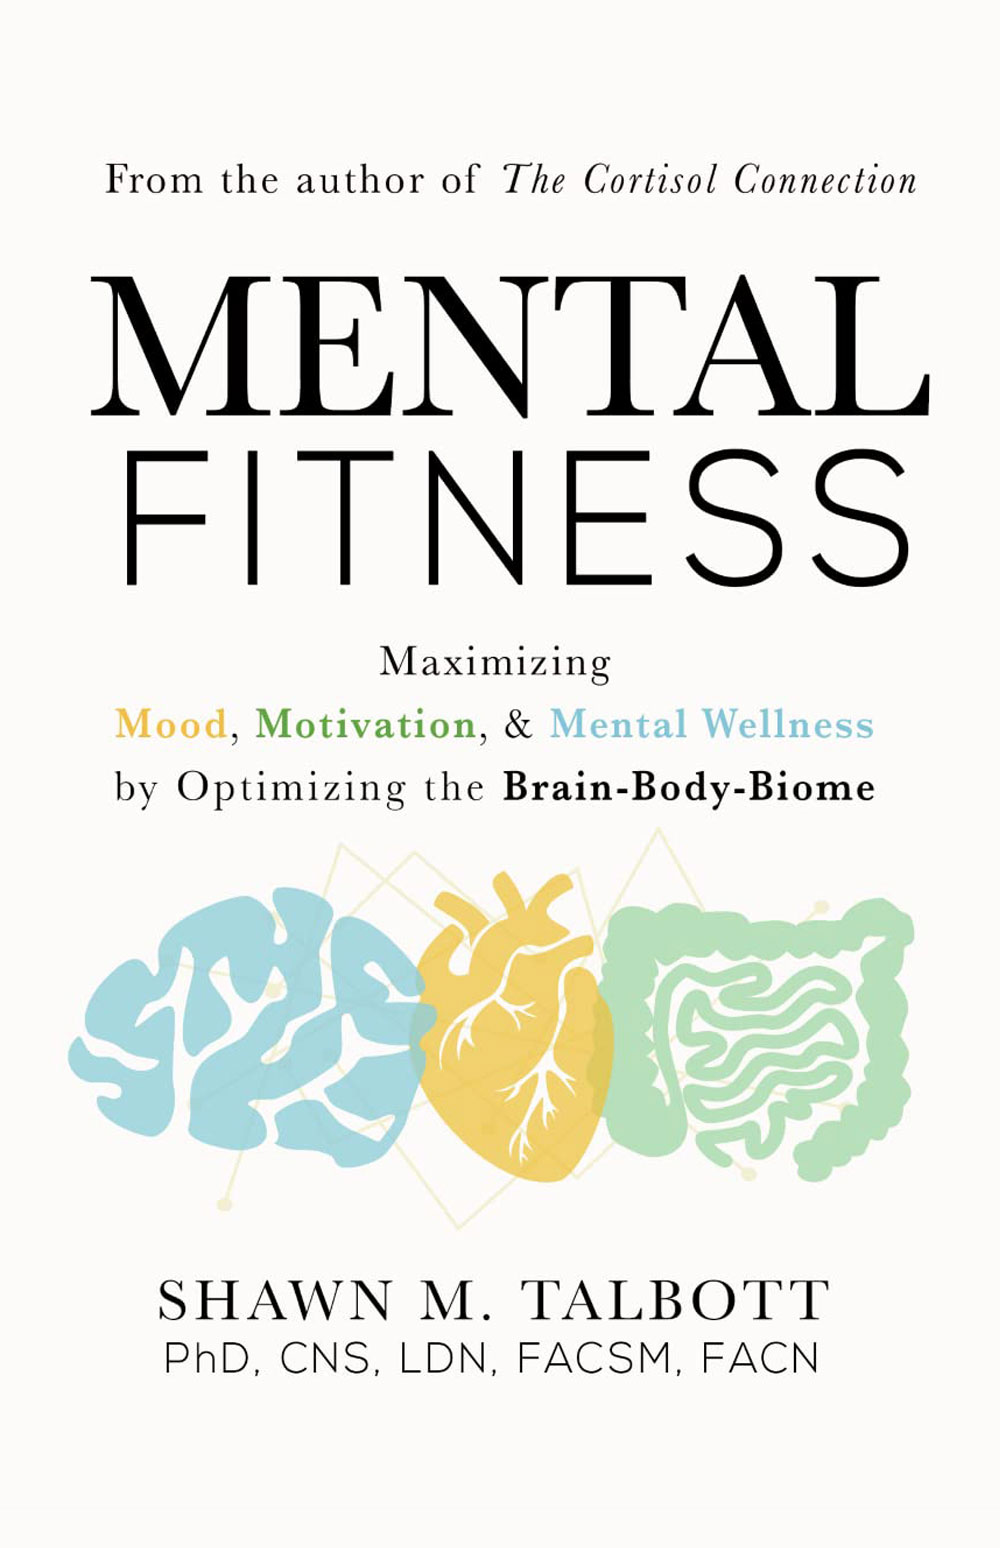 From the author of The Cortisol Connection
MENTAL
FITNESS
Maximizing
Mood, Motivation, & Mental Wellness
by Optimizing the Brain-Body-Biome
SHAWN M. TALBOTT
PhD, CNS, LDN, FACSM, FACN